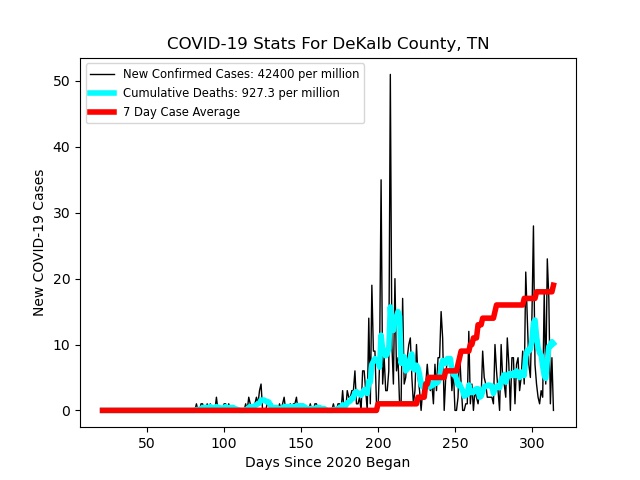 COVID-19 Stats For DeKalb County, TN
New Confirmed Cases: 42400 per million
Cumulative Deaths: 927.3 per million
7 Day Case Average
New COVID-19 Cases
50
40
30
20
10
0
50 100 150 200 250 300
Days Since 2020 Began